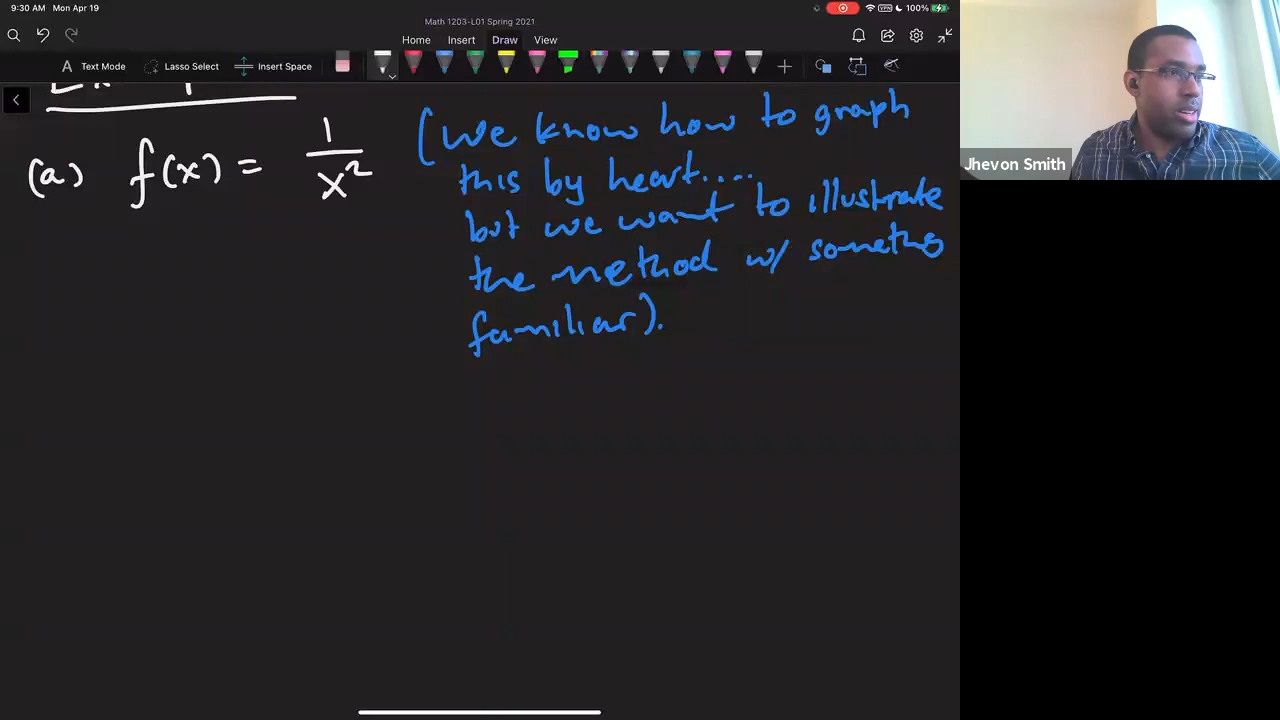 9:30 AM Mon Apr 19
100%
Math 1203-L01 Spring 2021
Home Insert Draw View
Text Mode Lasso Select Insert Space
(a) f(x) = 1/x²
(We know how to graph
this by heart....
but we want to illustrate
the method w/ something
familiar).
Jhevon Smith